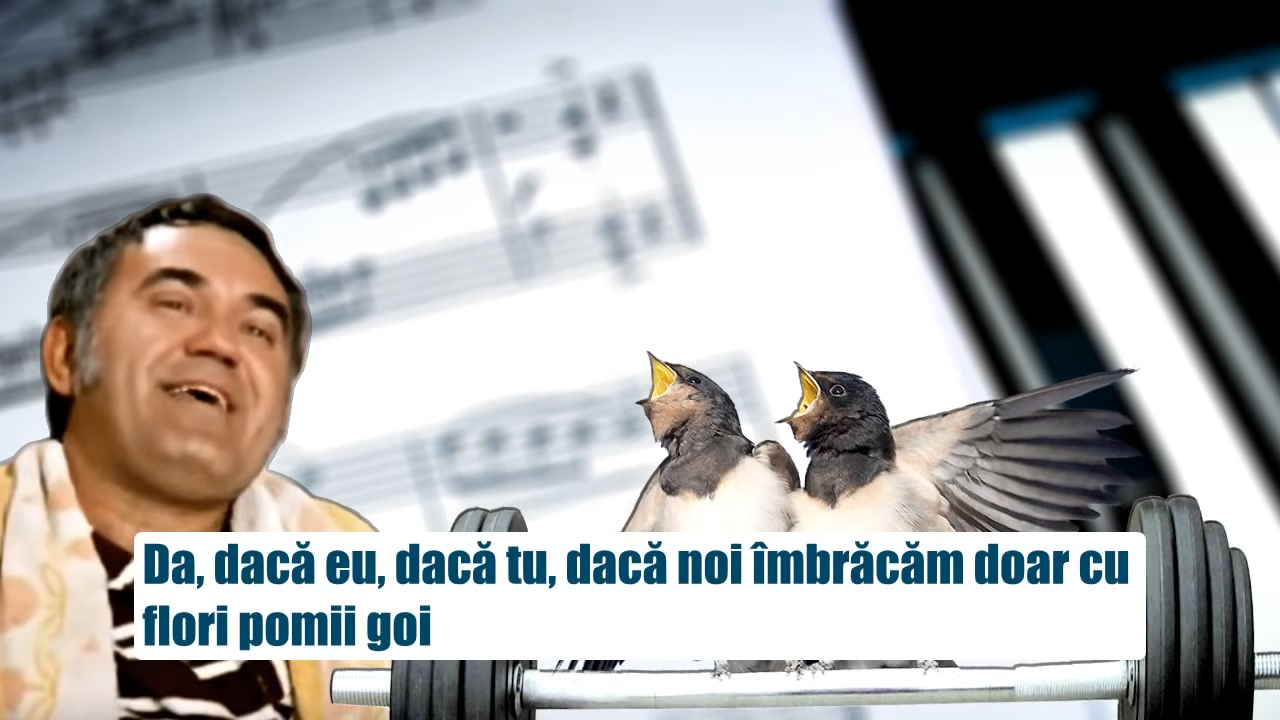 Da, dacă eu, dacă tu, dacă noi îmbrăcăm doar cu
flori pomii goi